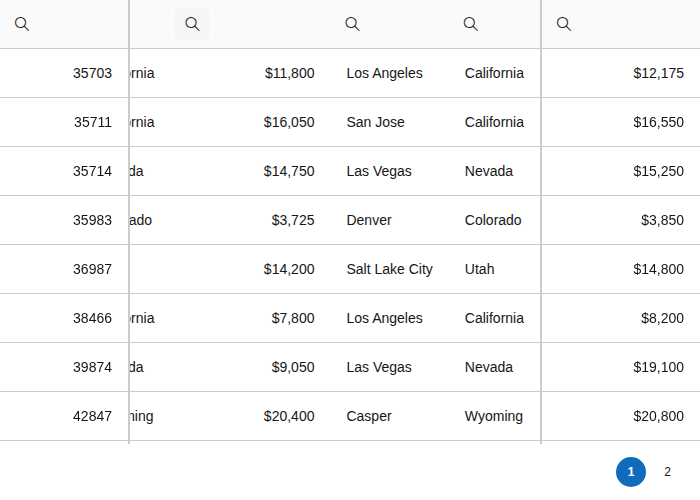 35703 rnia $11,800 Los Angeles California $12,175
35711 rnia $16,050 San Jose California $16,550
35714 da $14,750 Las Vegas Nevada $15,250
35983 ado $3,725 Denver Colorado $3,850
36987 $14,200 Salt Lake City Utah $14,800
38466 rnia $7,800 Los Angeles California $8,200
39874 da $9,050 Las Vegas Nevada $19,100
42847 ning $20,400 Casper Wyoming $20,800
1 2